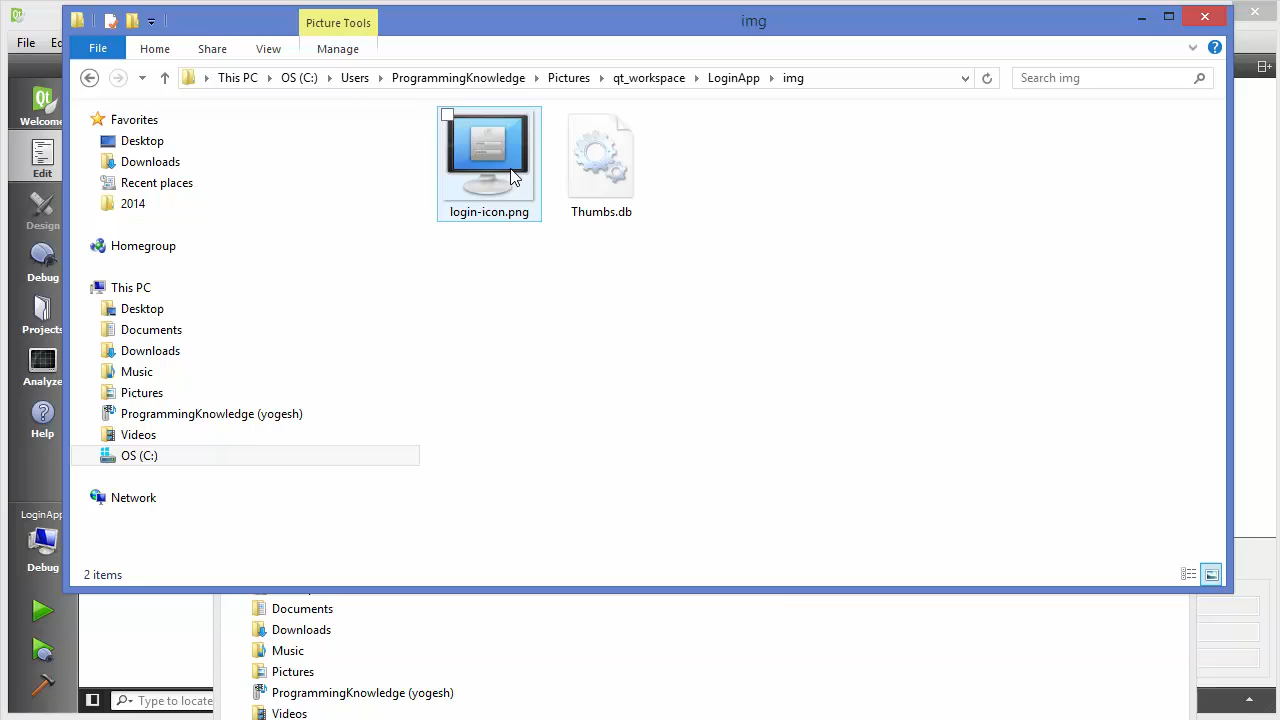 Picture Tools
img
File
Home
Share
View
Manage
File
This PC
OS (C:)
Users
ProgrammingKnowledge
Pictures
qt_workspace
LoginApp
img
Search img
Qt
Welcome
Edit
Design
Debug
Projects
Analyze
Help
LoginApp
Debug
Favorites
Desktop
Downloads
Recent places
2014
Homegroup
This PC
Desktop
Documents
Downloads
Music
Pictures
ProgrammingKnowledge (yogesh)
Videos
OS (C:)
Network
login-icon.png
Thumbs.db
2 items
Documents
Downloads
Music
Pictures
ProgrammingKnowledge (yogesh)
Videos
Type to locate